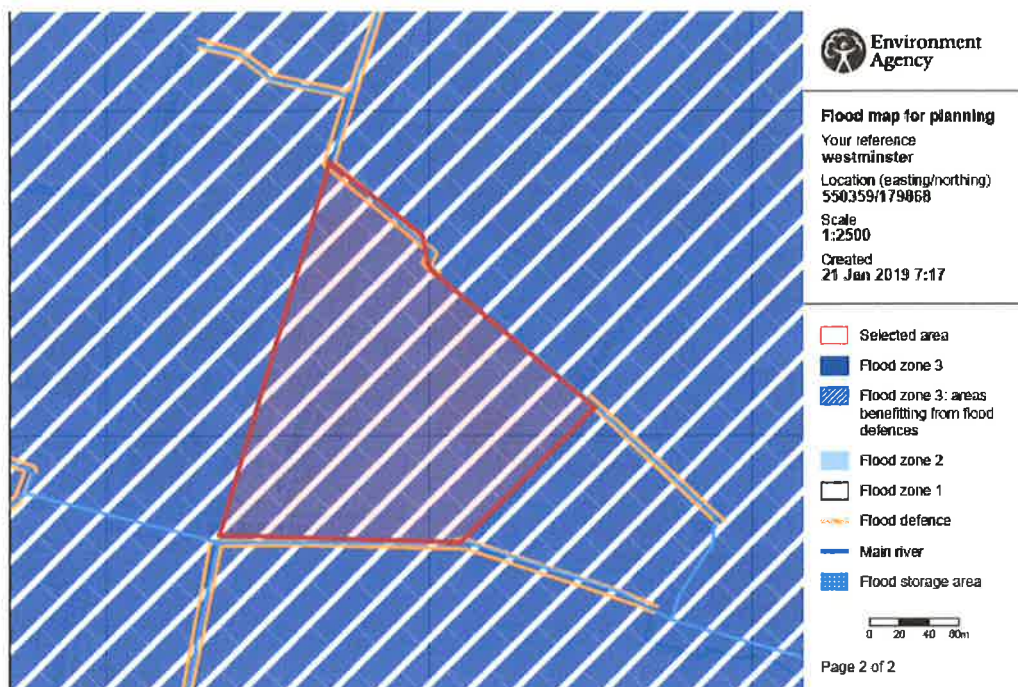 Environment
Agency
Flood map for planning
Your reference
westminster
Location (easting/northing)
550359/179868
Scale
1:2500
Created
21 Jan 2019 7:17
Selected area
Flood zone 3
Flood zone 3: areas
benefitting from flood
defences
Flood zone 2
Flood zone 1
Flood defence
Main river
Flood storage area
0 20 40 60m
Page 2 of 2